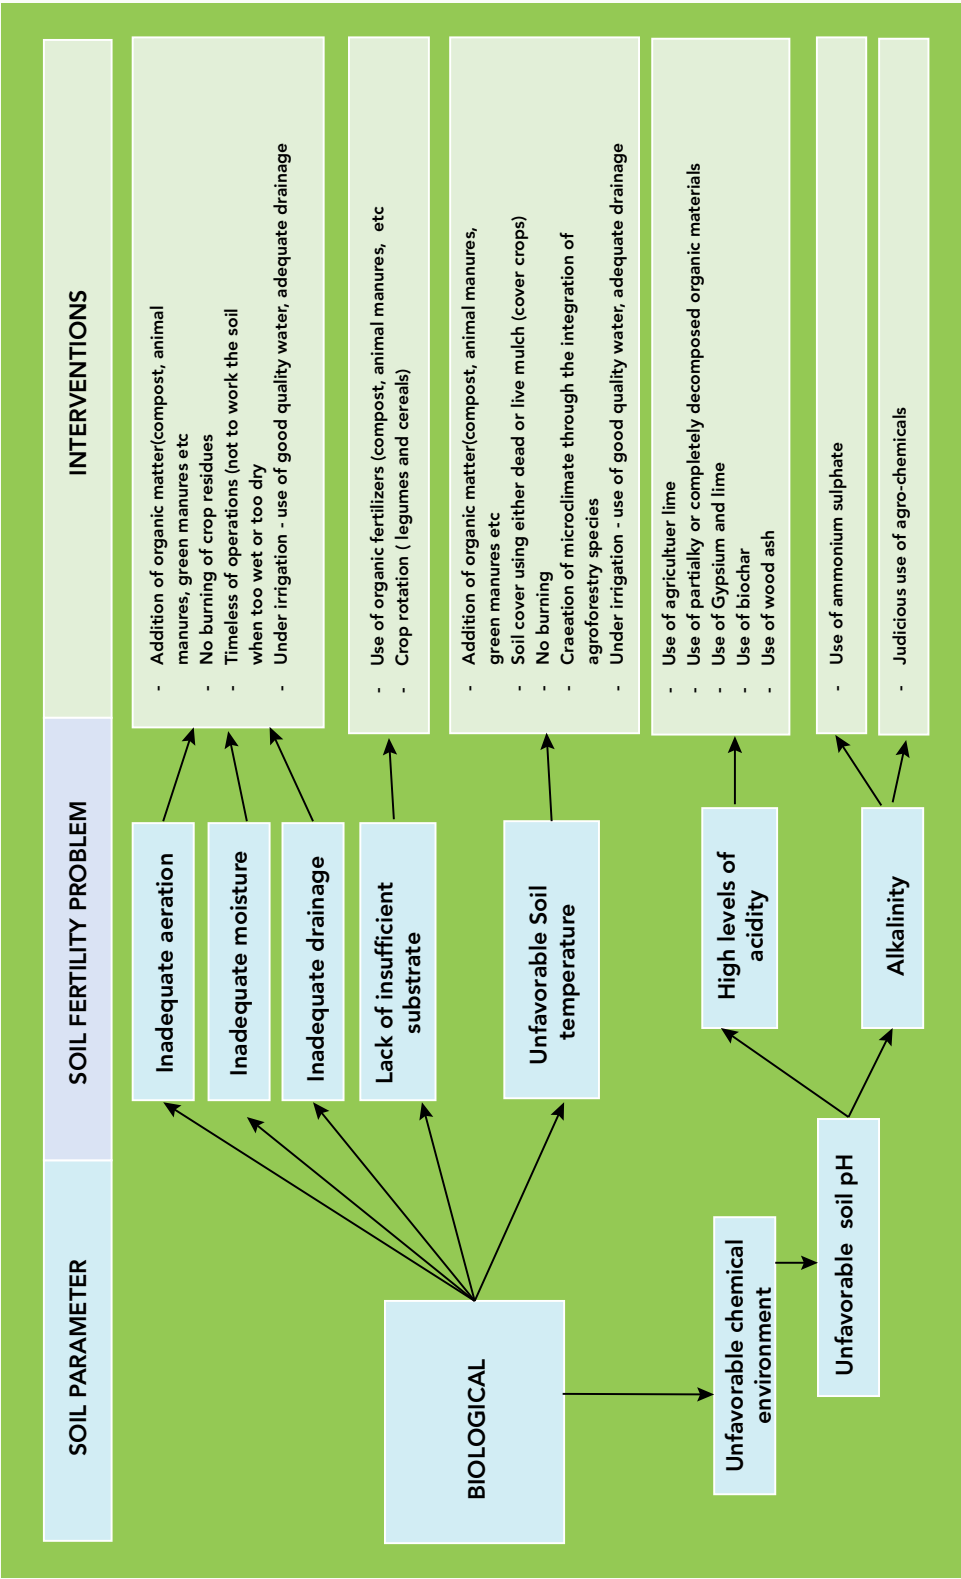 SOIL PARAMETER
SOIL FERTILITY PROBLEM
INTERVENTIONS
BIOLOGICAL
Inadequate aeration
Inadequate moisture
Inadequate drainage
- Addition of organic matter(compost, animal
manures, green manures etc
- No burning of crop residues
- Timeless of operations (not to work the soil
when too wet or too dry
- Under irrigation - use of good quality water, adequate drainage
Lack of insufficient
substrate
- Use of organic fertilizers (compost, animal manures, etc
- Crop rotation ( legumes and cereals)
Unfavorable Soil
temperature
- Addition of organic matter(compost, animal manures,
green manures etc
- Soil cover using either dead or live mulch (cover crops)
- No burning
- Craeation of microclimate through the integration of
agroforestry species
- Under irrigation - use of good quality water, adequate drainage
Unfavorable chemical
environment
Unfavorable soil pH
High levels of
acidity
- Use of agricultuer lime
- Use of partialky or completely decomposed organic materials
- Use of Gypsium and lime
- Use of biochar
- Use of wood ash
Alkalinity
- Use of ammonium sulphate
- Judicious use of agro-chemicals